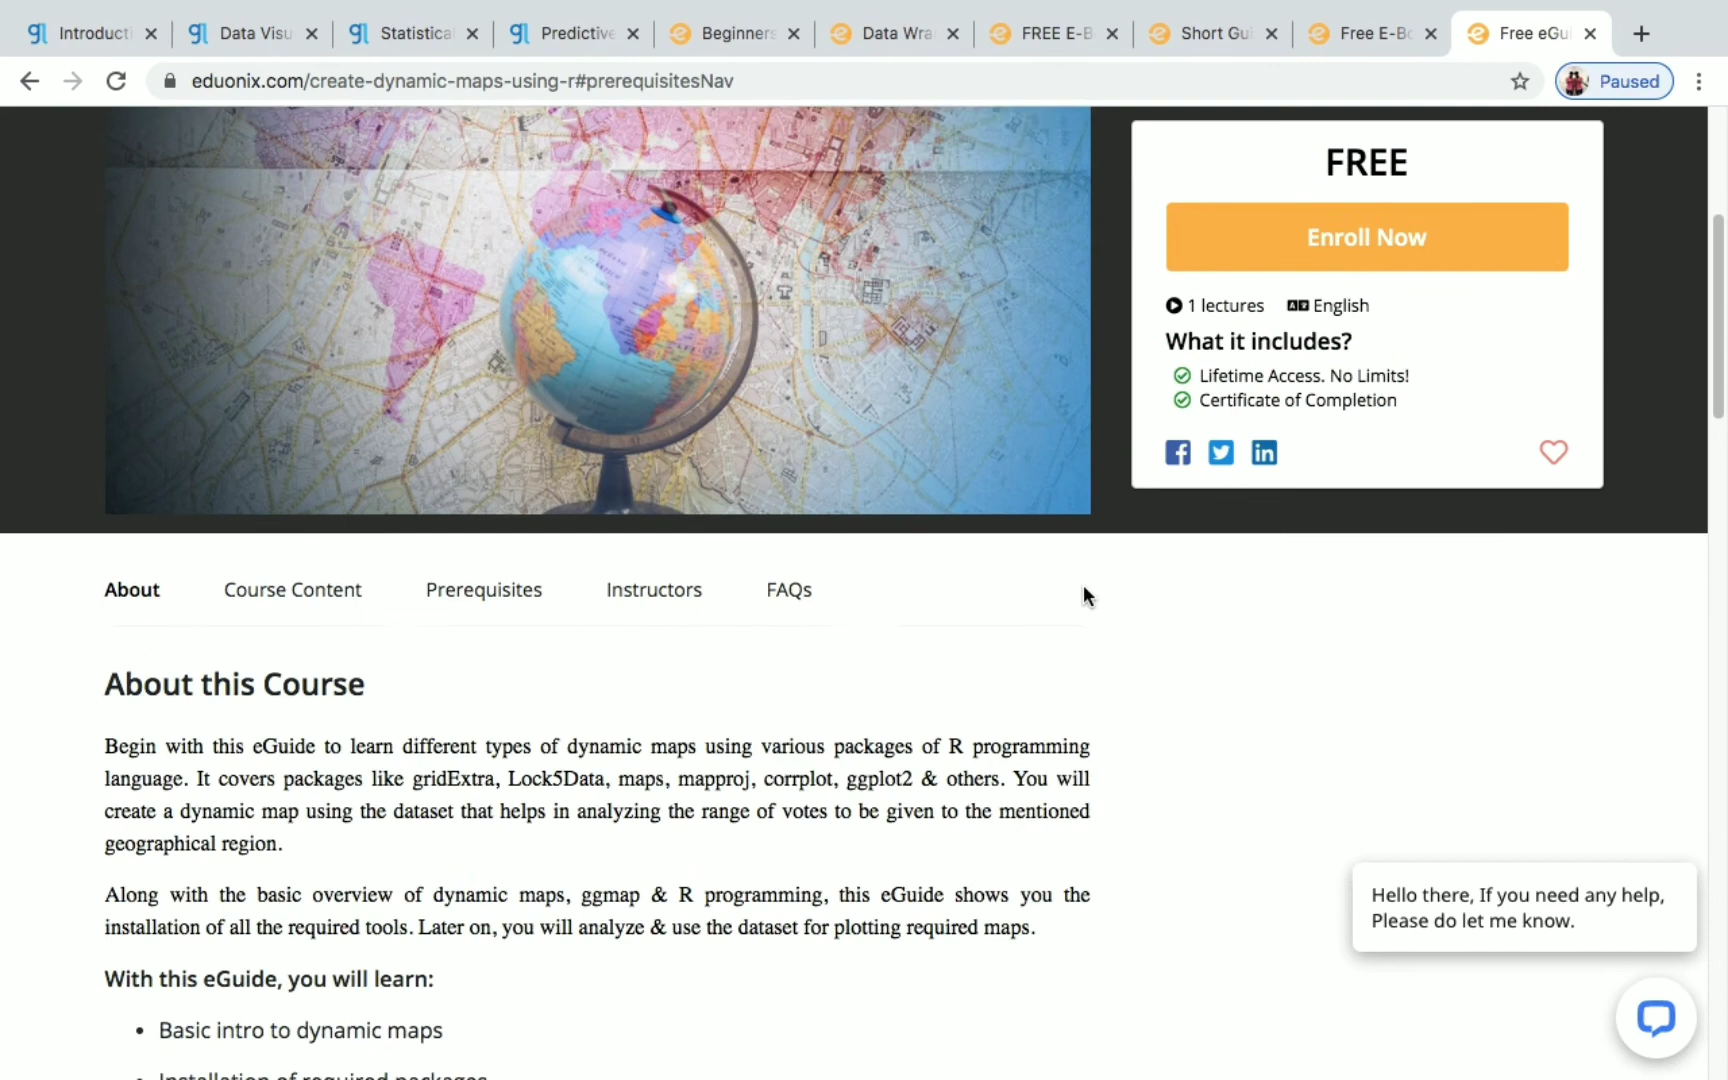 Introducti
Data Visu
Statistica
Predictive
Beginners
Data Wra
FREE E-B
Short Gui
Free E-Bo
Free eGui
eduonix.com/create-dynamic-maps-using-r#prerequisitesNav
Paused
FREE
Enroll Now
1 lectures English
What it includes?
Lifetime Access. No Limits!
Certificate of Completion
About Course Content Prerequisites Instructors FAQs
About this Course
Begin with this eGuide to learn different types of dynamic maps using various packages of R programming
language. It covers packages like gridExtra, Lock5Data, maps, mapproj, corrplot, ggplot2 & others. You will
create a dynamic map using the dataset that helps in analyzing the range of votes to be given to the mentioned
geographical region.
Along with the basic overview of dynamic maps, ggmap & R programming, this eGuide shows you the
installation of all the required tools. Later on, you will analyze & use the dataset for plotting required maps.
With this eGuide, you will learn:
• Basic intro to dynamic maps
• Installation of required packages
Hello there, If you need any help,
Please do let me know.